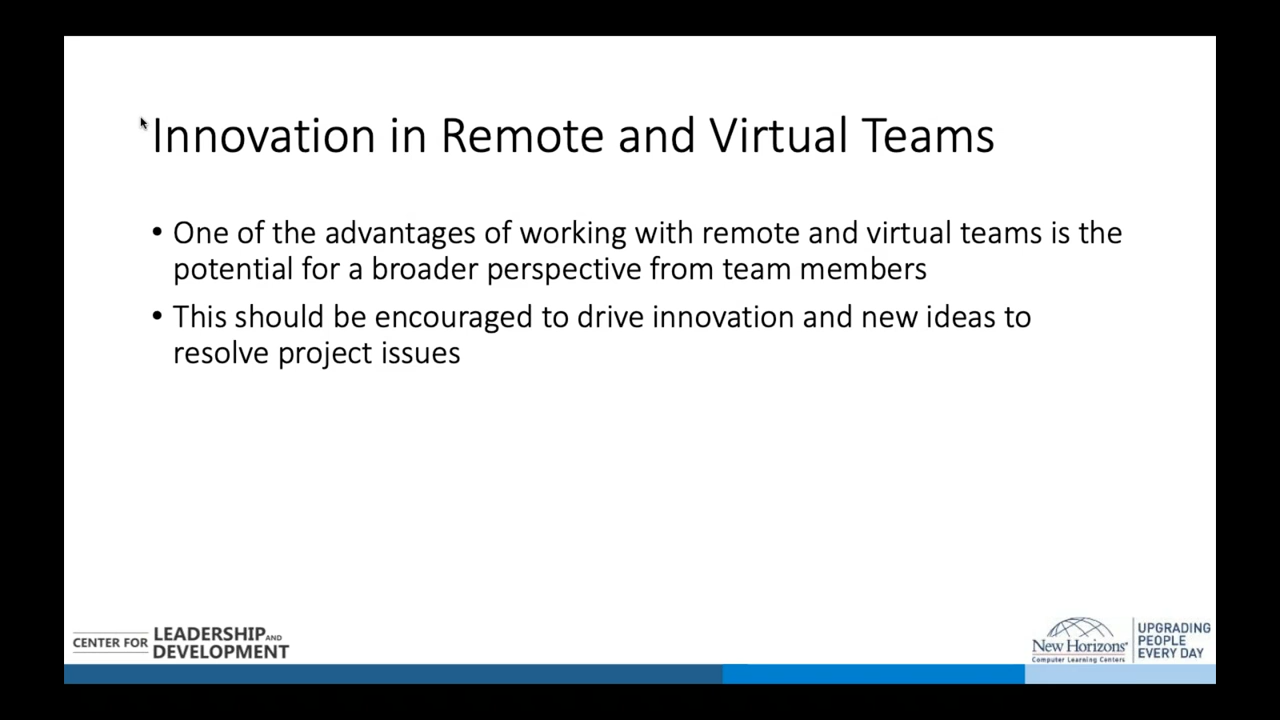 Innovation in Remote and Virtual Teams
• One of the advantages of working with remote and virtual teams is the
potential for a broader perspective from team members
• This should be encouraged to drive innovation and new ideas to
resolve project issues
CENTER FOR LEADERSHIP AND
DEVELOPMENT
New Horizons®
Computer Learning Centers
UPGRADING
PEOPLE
EVERY DAY